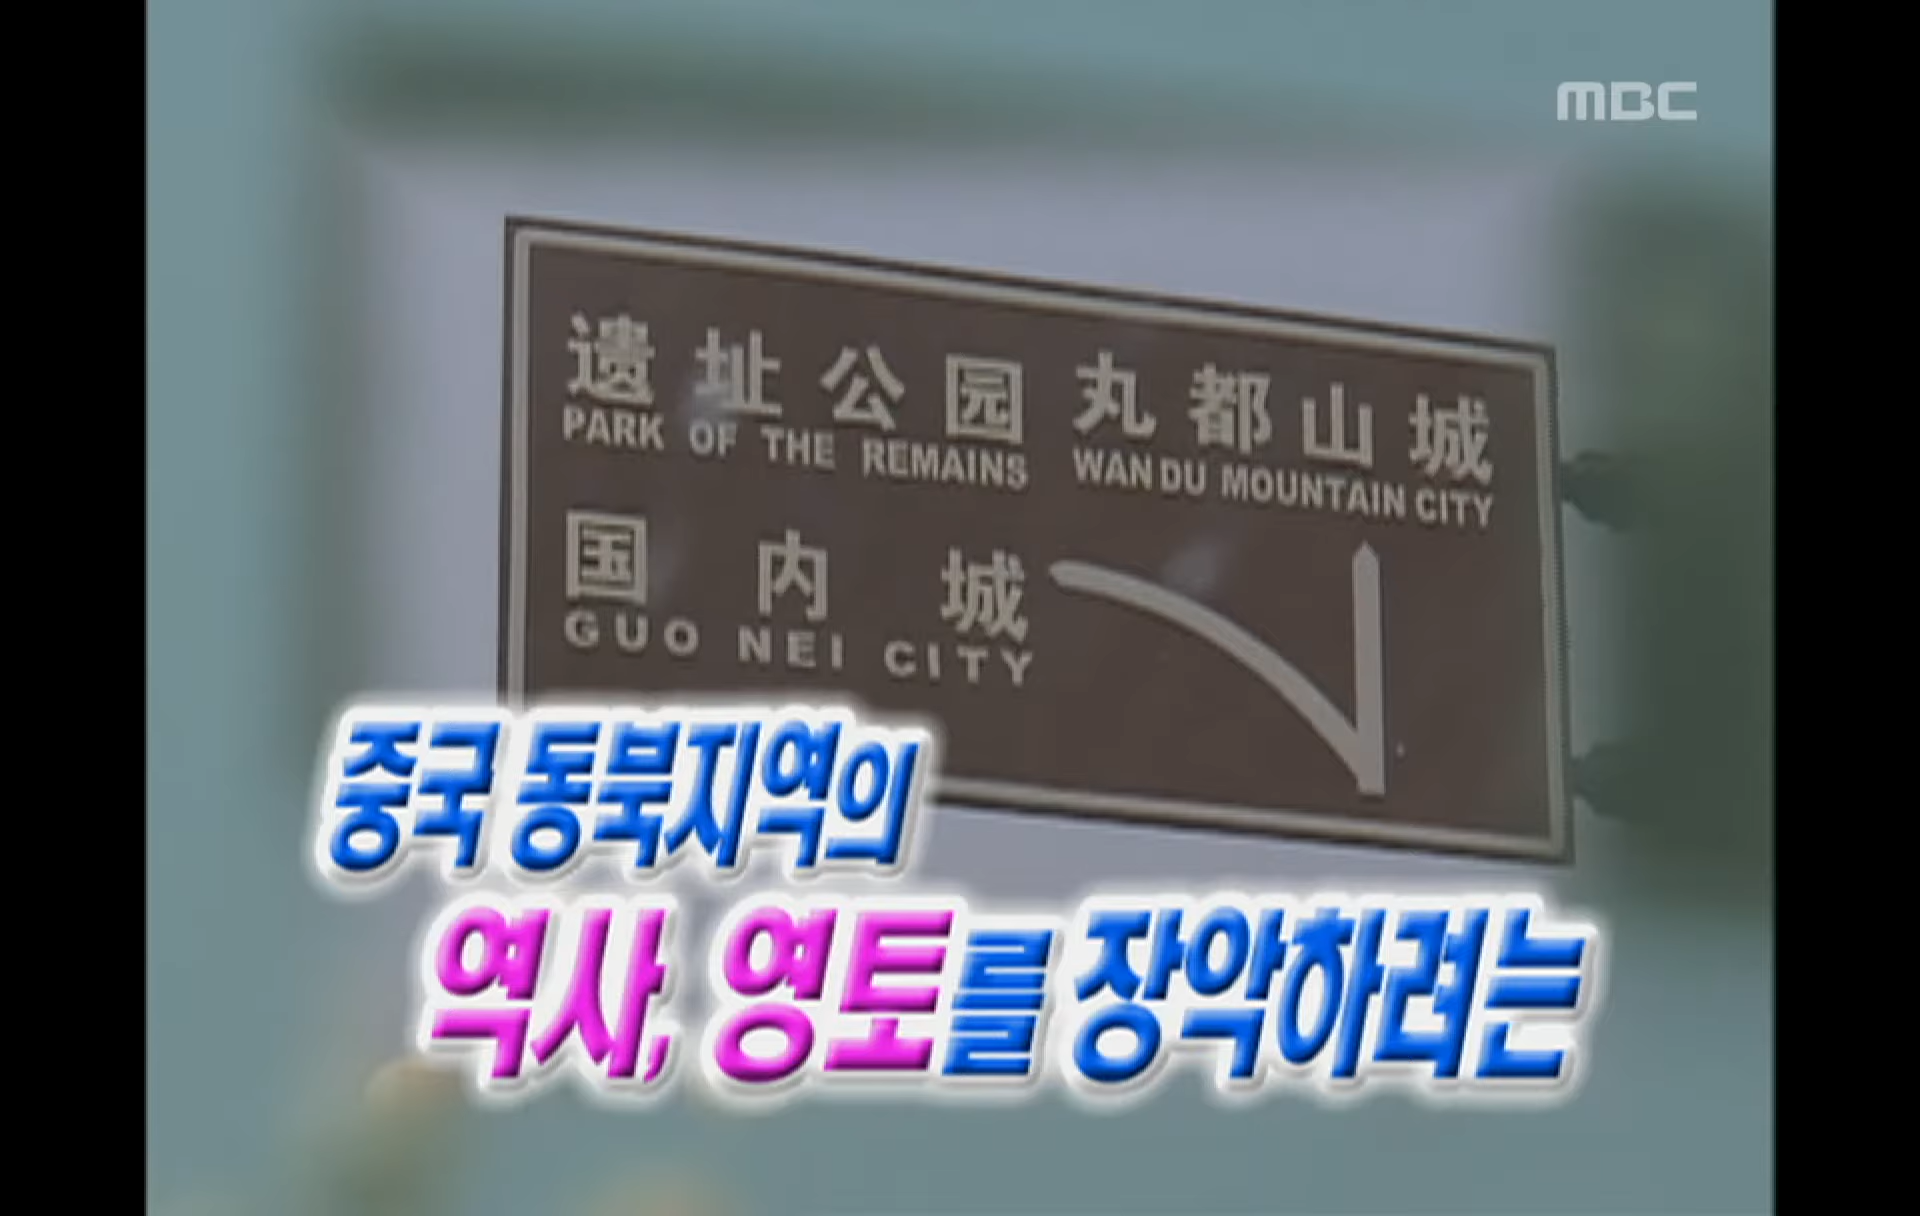 MBC
遗址公园 丸都山城
PARK OF THE REMAINS WANDU MOUNTAIN CITY
国内城
GUO NEI CITY
중국 동북지역의
역사, 영토를 장악하려는